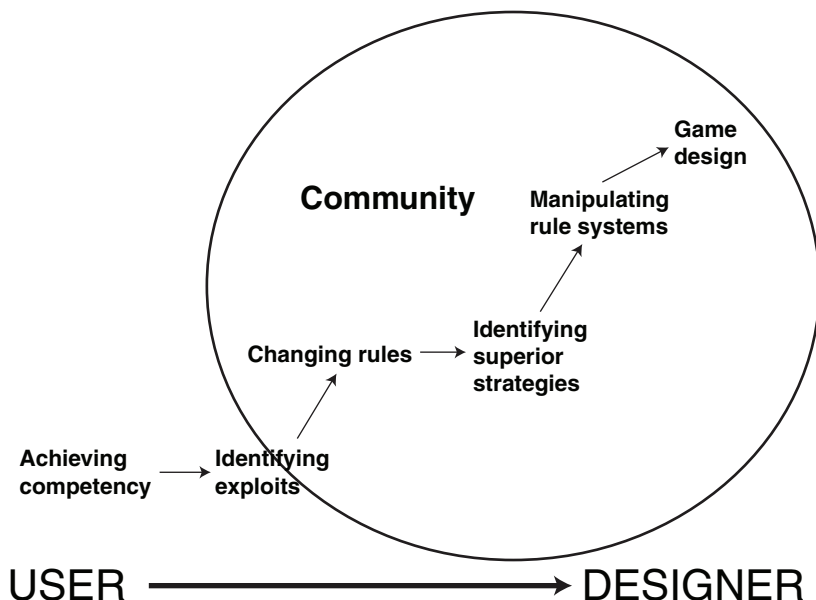 Game
design
Community
Manipulating
rule systems
Identifying
superior
strategies
Changing rules
Achieving
competency
Identifying
exploits
USER
DESIGNER